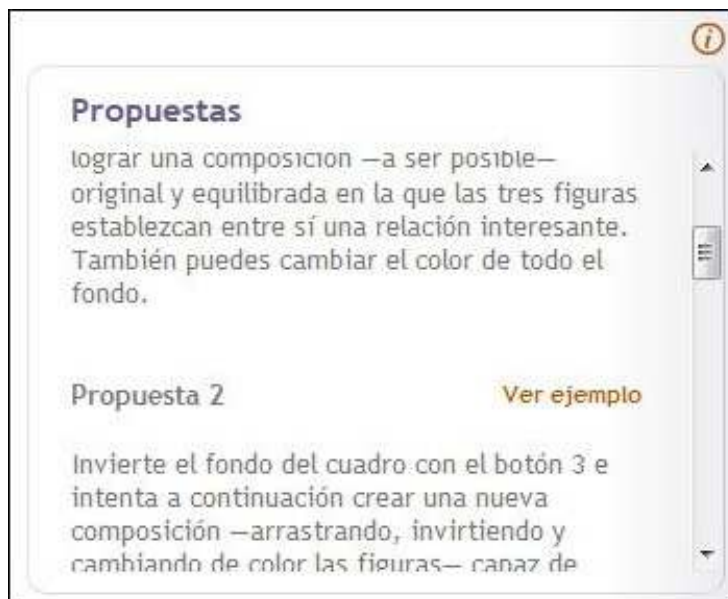 Propuestas
lograr una composición —a ser posible—
original y equilibrada en la que las tres figuras
establezcan entre sí una relación interesante.
También puedes cambiar el color de todo el
fondo.
Propuesta 2
Ver ejemplo
Invierte el fondo del cuadro con el botón 3 e
intenta a continuación crear una nueva
composición —arrastrando, invirtiendo y
cambiando de color las figuras— capaz de